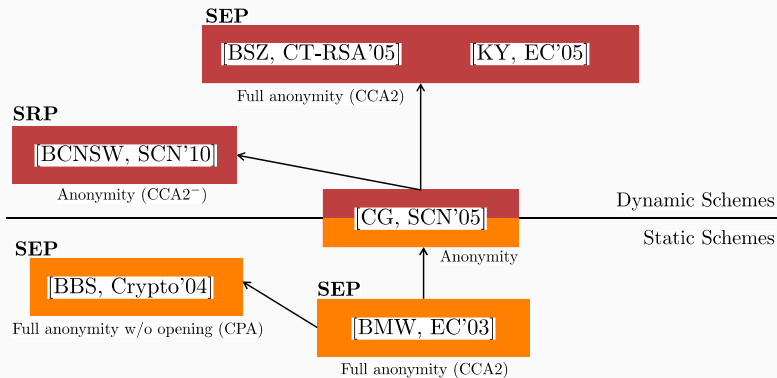 SEP
[BSZ, CT-RSA'05] [KY, EC'05]
Full anonymity (CCA2)
SRP
[BCNSW, SCN'10]
Anonymity (CCA2⁻)
Dynamic Schemes
[CG, SCN'05]
Static Schemes
Anonymity
SEP
[BBS, Crypto'04]
Full anonymity w/o opening (CPA)
SEP
[BMW, EC'03]
Full anonymity (CCA2)